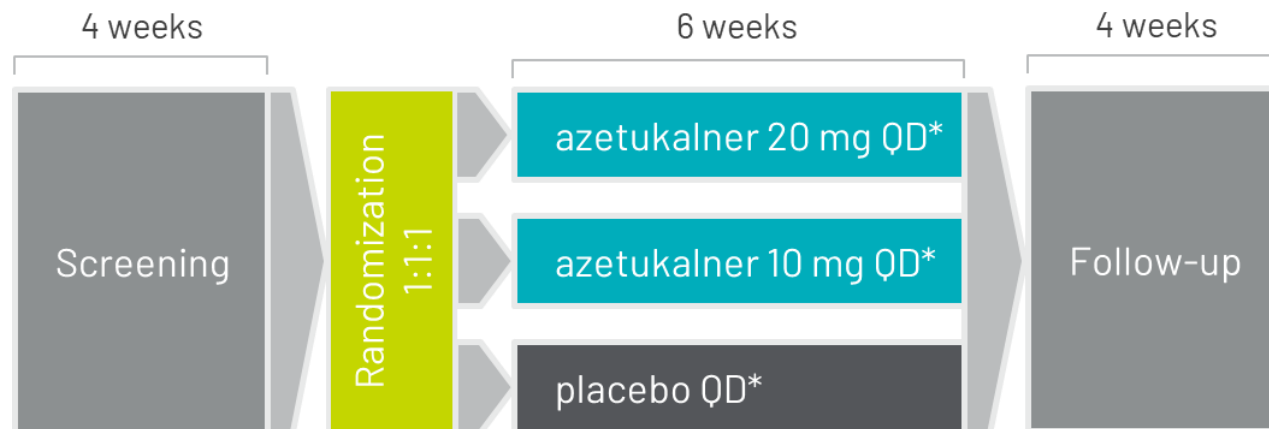 4 weeks
6 weeks
4 weeks
Screening
Randomization
1:1:1
azetukalner 20 mg QD*
azetukalner 10 mg QD*
placebo QD*
Follow-up